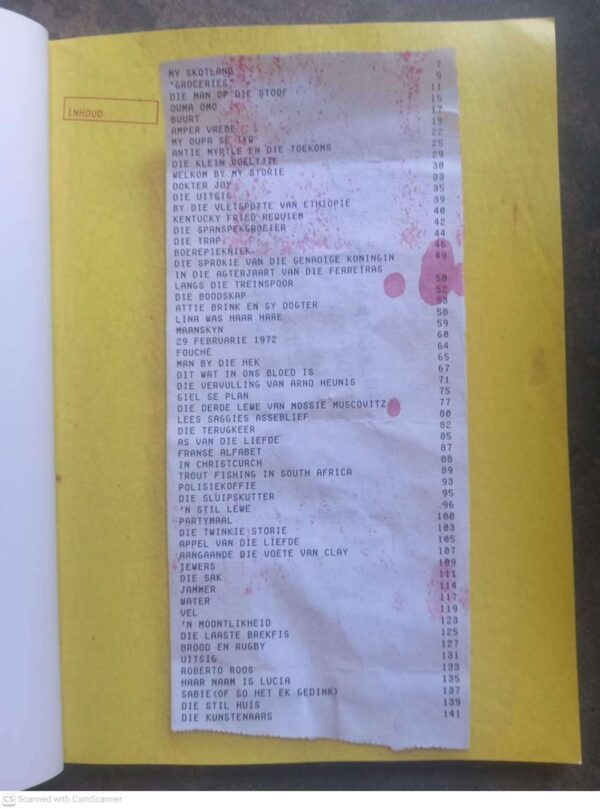 INHOUD
MY SKOTLAND 7
"GROCERIES" 9
DIE MAN OP DIE STOOF 11
OUMA OMO 15
BUURT 17
AMPER VREDE 19
MY OUPA SE TYD 22
ANTIE MYRTLE EN DIE TOEKOMS 25
DIE KLEIN DOELTJIE 29
WELKOM BY MY STORIE 30
DOKTER JOY 33
DIE UITSIG 35
BY DIE VLEISPOTTE VAN ETHIOPIE 39
KENTUCKY FRIED REQUIEM 40
DIE SPANSPEKGROEIER 42
DIE TRAP 44
BOEREPIEKNIEK 46
DIE SPROKIE VAN DIE GENADIGE KONINGIN 49
IN DIE AGTERJAART VAN DIE FERREIRAS
LANGS DIE TREINSPOOR 50
DIE BOODSKAP 52
ATTIE BRINK EN SY DOGTER 53
LINA WAS HAAR HARE 58
MAANSKYN 59
29 FEBRUARIE 1972 60
FOUCHÉ 64
MAN BY DIE HEK 65
DIT WAT IN ONS BLOED IS 67
DIE VERVULLING VAN ARNO HEUNIS 71
GIEL SE PLAN 75
DIE DERDE LEWE VAN MOSSIE MUSCOVITZ 77
LEES SAGGIES ASSEBLIEF 80
DIE TERUGKEER 82
AS VAN DIE LIEFDE 85
FRANSE ALFABET 87
IN CHRISTCURCH 88
TROUT FISHING IN SOUTH AFRICA 89
POLISIEKOFFIE 93
DIE SLUIPSKUTTER 95
'N STIL LEWE 96
PARTYMAAL 100
DIE TWINKIE-STORIE 103
APPEL VAN DIE LIEFDE 105
AANGAANDE DIE VOETE VAN CLAY 107
JEWERS 109
DIE SAK 111
JAMMER 114
WATER 117
VEL 119
'N MOONTLIKHEID 123
DIE LAASTE BREKFIS 125
BROOD EN RUGBY 127
UITSIG 131
ROBERTO ROOS 133
HAAR NAAM IS LUCIA 135
SABIE(OF SO HET EK GEDINK) 137
DIE STIL HUIS 139
DIE KUNSTENAARS 141
CS Scanned with CamScanner